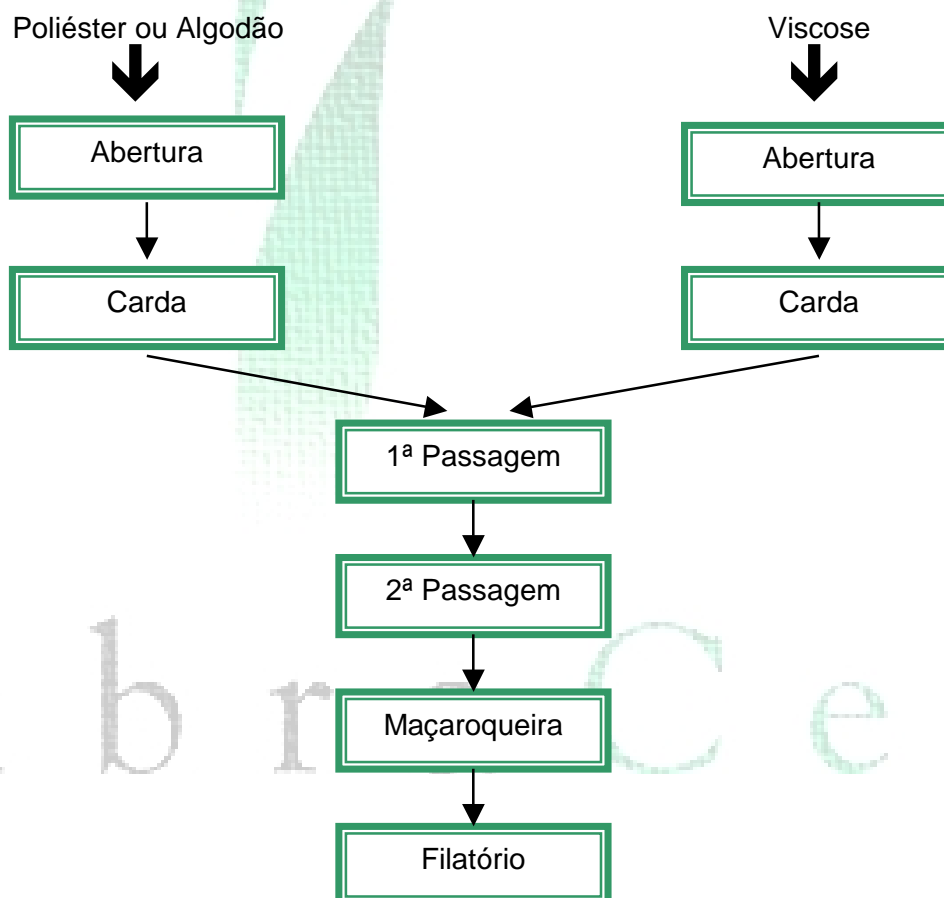 Poliéster ou Algodão
Viscose
Abertura
Abertura
Carda
Carda
1ª Passagem
2ª Passagem
Maçaroqueira
Filatório